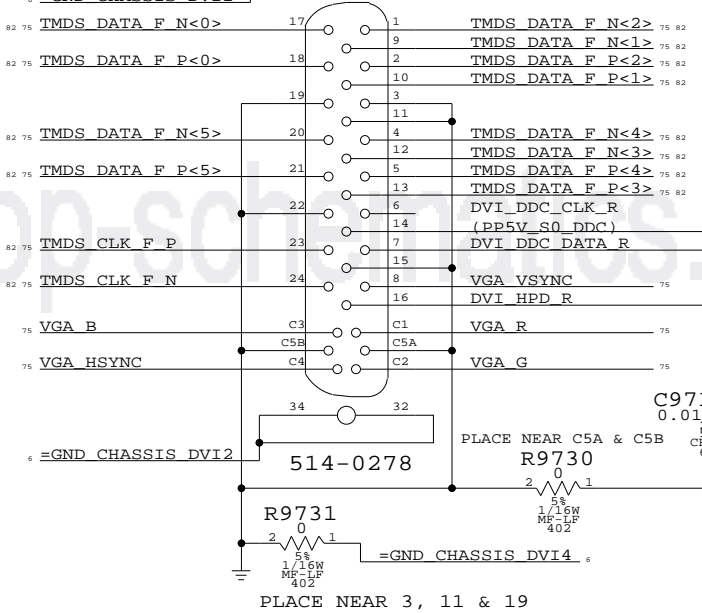 TMDS_DATA_F_N<0> 17 1 TMDS_DATA_F_N<2>
82 75 75 82
9 TMDS_DATA_F_N<1> 75 82
82 75 TMDS_DATA_F_P<0> 18 2 TMDS_DATA_F_P<2> 75 82
10 TMDS_DATA_F_P<1> 75 82
19 3
11
82 75 TMDS_DATA_F_N<5> 20 4 TMDS_DATA_F_N<4> 75 82
12 TMDS_DATA_F_N<3> 75 82
82 75 TMDS_DATA_F_P<5> 21 5 TMDS_DATA_F_P<4> 75 82
13 TMDS_DATA_F_P<3> 75 82
22 6 DVI_DDC_CLK_R
14 (PP5V_S0_DDC)
82 75 TMDS_CLK_F_P 23 7 DVI_DDC_DATA_R
15
82 75 TMDS_CLK_F_N 24 8 VGA_VSYNC 75
16 DVI_HPD_R
75 VGA_B C3 C1 VGA_R 75
C5B C5A
75 VGA_HSYNC C4 C2 VGA_G 75
34 32
C971
0.01
6 =GND_CHASSIS_DVI2
514-0278
PLACE NEAR C5A & C5B
R9730
0
2 1
5%
1/16W
MF-LF
402
R9731
0
2 1
5%
1/16W
MF-LF
402
=GND_CHASSIS_DVI4 6
PLACE NEAR 3, 11 & 19
op-schematics.